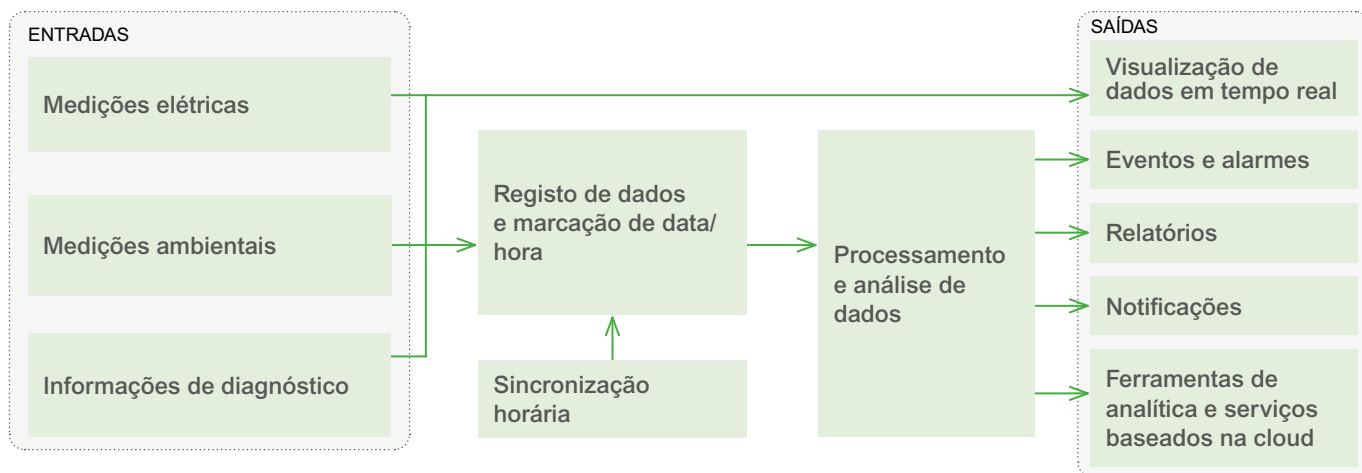 ENTRADAS
Medições elétricas
Medições ambientais
Informações de diagnóstico
Registo de dados
e marcação de data/
hora
Sincronização
horária
Processamento
e análise de
dados
SAÍDAS
Visualização de
dados em tempo real
Eventos e alarmes
Relatórios
Notificações
Ferramentas de
analítica e serviços
baseados na cloud